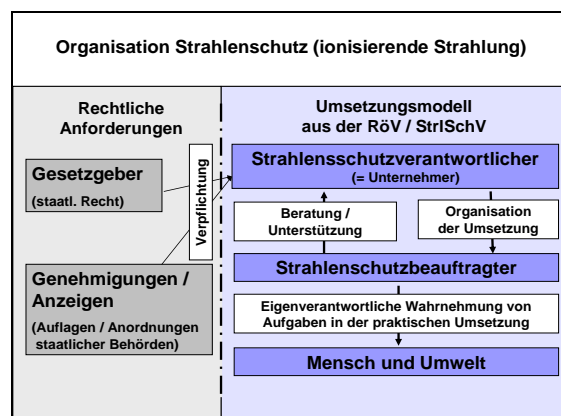 Organisation Strahlenschutz (ionisierende Strahlung)
Rechtliche
Anforderungen
Gesetzgeber
(staatl. Recht)
Genehmigungen /
Anzeigen
(Auflagen / Anordnungen
staatlicher Behörden)
Verpflichtung
Umsetzungsmodell
aus der RöV / StrlSchV
Strahlensschutzverantwortlicher
(= Unternehmer)
Beratung /
Unterstützung
Organisation
der Umsetzung
Strahlenschutzbeauftragter
Eigenverantwortliche Wahrnehmung von
Aufgaben in der praktischen Umsetzung
Mensch und Umwelt